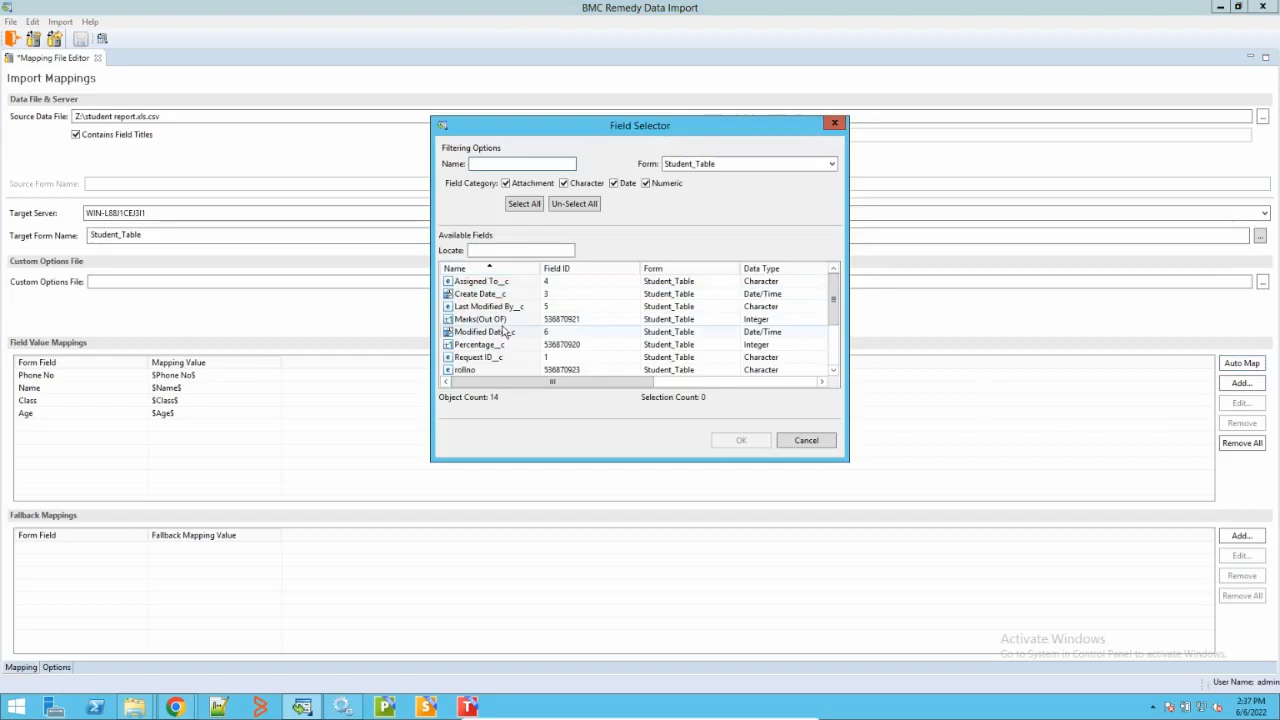 BMC Remedy Data Import
File Edit Import Help
*Mapping File Editor
Import Mappings
Data File & Server
Source Data File: Z:\student report.xls.csv ...
Contains Field Titles
Source Form Name:
Target Server: WIN-L88J1CEJ3I1
Target Form Name: Student_Table ...
Custom Options File
Custom Options File: ...
Field Value Mappings
Form Field Mapping Value
Phone No $Phone No$
Name $Name$
Class $Class$
Age $Age$
Auto Map
Add...
Edit...
Remove
Remove All
Fallback Mappings
Form Field Fallback Mapping Value
Add...
Edit...
Remove
Remove All
Mapping Options
Field Selector
Filtering Options
Name: Form: Student_Table
Field Category: Attachment Character Date Numeric
Select All Un-Select All
Available Fields
Locate:
Name Field ID Form Data Type
Assigned To__c 4 Student_Table Character
Create Date__c 3 Student_Table Date/Time
Last Modified By__c 5 Student_Table Character
Marks(Out OF) 536870921 Student_Table Integer
Modified Date__c 6 Student_Table Date/Time
Percentage__c 536870920 Student_Table Integer
Request ID__c 1 Student_Table Character
rollno 536870923 Student_Table Character
Object Count: 14 Selection Count: 0
OK Cancel
Activate Windows
Go to System in Control Panel to activate Windows.
User Name: admin
P S T
2:37 PM
6/6/2022